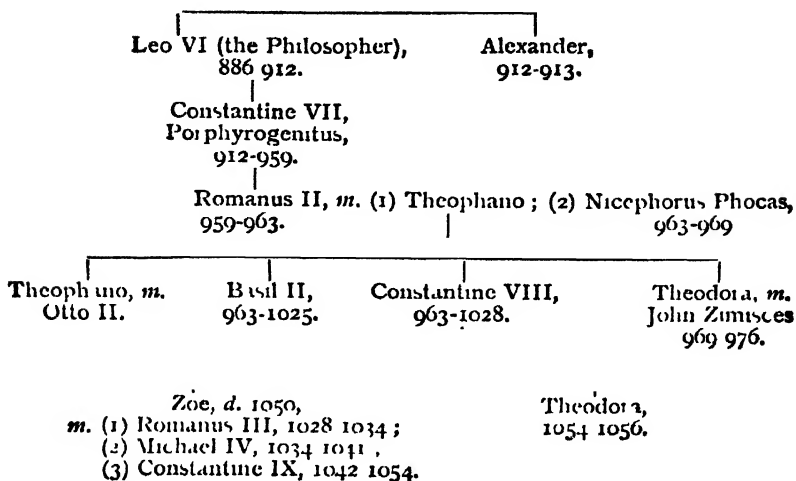 Leo VI (the Philosopher), Alexander,
886 912. 912-913.
Constantine VII,
Porphyrogenitus,
912-959.
Romanus II, m. (1) Theophano ; (2) Nicephorus Phocas,
959-963. 963-969
Theophano, m. Basil II, Constantine VIII, Theodora, m.
Otto II. 963-1025. 963-1028. John Zimisces
969 976.
Zoe, d. 1050, Theodora,
m. (1) Romanus III, 1028 1034 ; 1054 1056.
(2) Michael IV, 1034 1041 ,
(3) Constantine IX, 1042 1054.